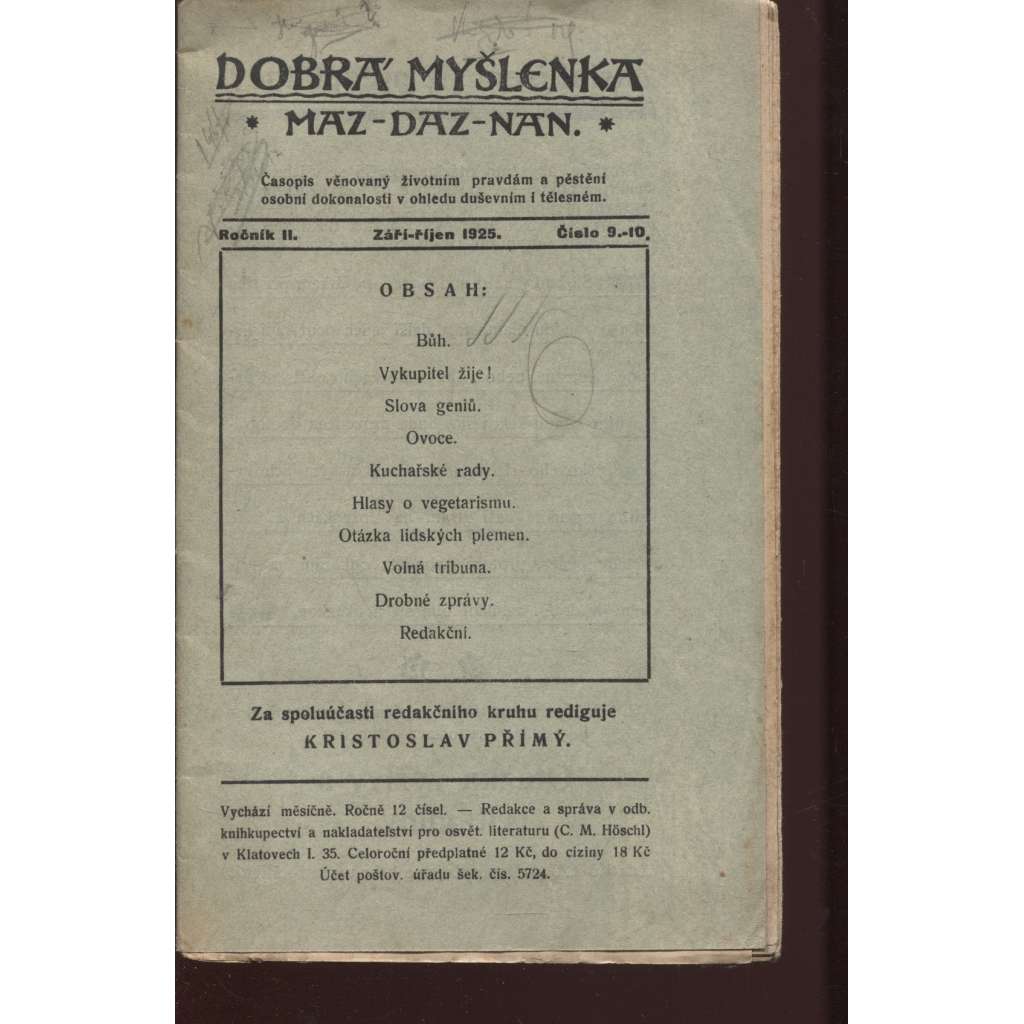 DOBRÁ MYŠLENKA
* MAZ-DAZ-NAN. *
Časopis věnovaný životním pravdám a pěstění
osobní dokonalosti v ohledu duševním i tělesném.
Ročník II. Září-říjen 1925. Číslo 9.-10.
OBSAH:
Bůh.
Vykupitel žije!
Slova geniů.
Ovoce.
Kuchařské rady.
Hlasy o vegetarismu.
Otázka lidských plemen.
Volná tribuna.
Drobné zprávy.
Redakční.
Za spoluúčasti redakčního kruhu rediguje
KRISTOSLAV PŘÍMÝ.
Vychází měsíčně. Ročně 12 čísel. — Redakce a správa v odb.
knihkupectví a nakladatelství pro osvět. literaturu (C. M. Höschl)
v Klatovech I. 35. Celoroční předplatné 12 Kč, do ciziny 18 Kč
Účet poštov. úřadu šek. čís. 5724.